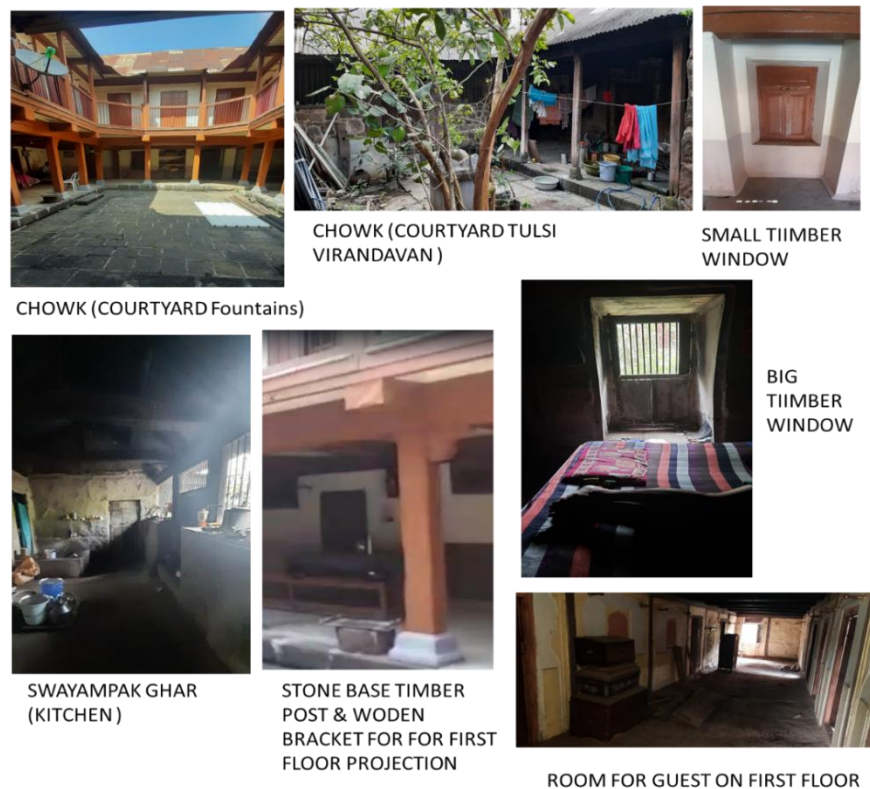 CHOWK (COURTYARD TULSI
VIRANDAVAN )
SMALL TIIMBER
WINDOW
CHOWK (COURTYARD Fountains)
BIG
TIIMBER
WINDOW
SWAYAMPAK GHAR
(KITCHEN )
STONE BASE TIMBER
POST & WODEN
BRACKET FOR FOR FIRST
FLOOR PROJECTION
ROOM FOR GUEST ON FIRST FLOOR